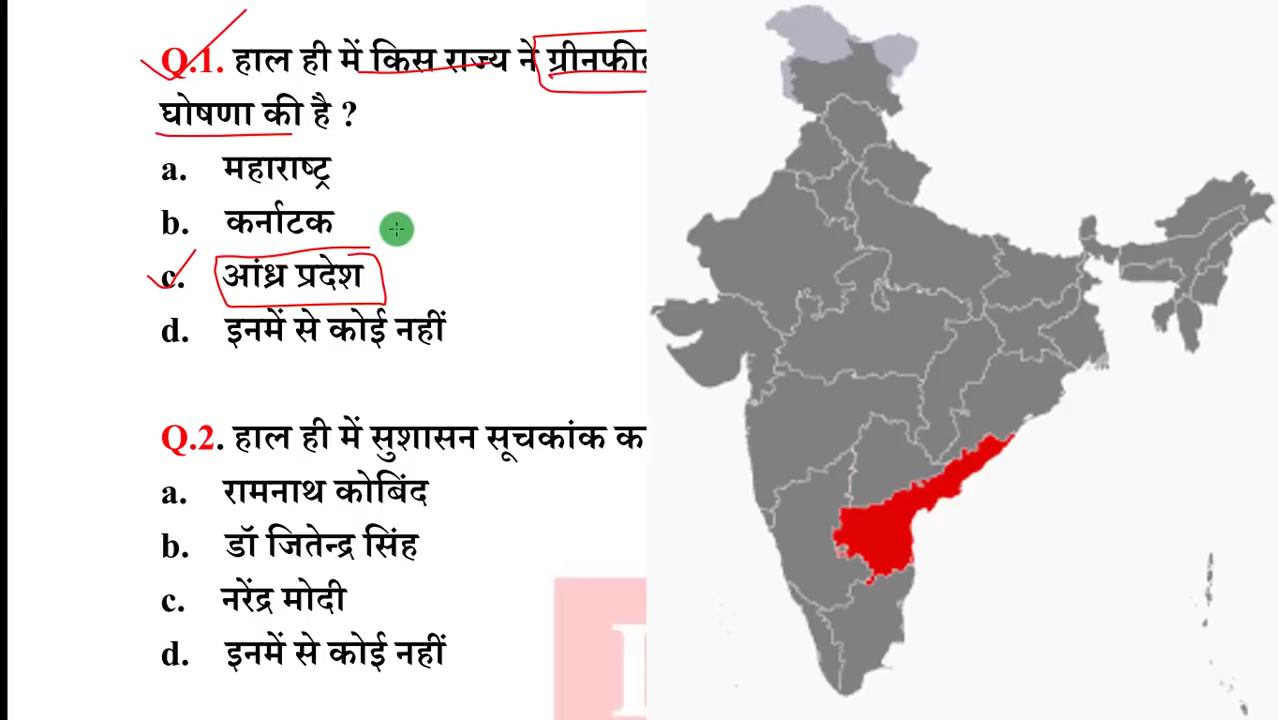 Q.1. हाल ही में किस राज्य ने ग्रीनफील
घोषणा की है ?
a. महाराष्ट्र
b. कर्नाटक
c. आंध्र प्रदेश
d. इनमें से कोई नहीं
Q.2. हाल ही में सुशासन सूचकांक क
a. रामनाथ कोबिंद
b. डॉ जितेन्द्र सिंह
c. नरेंद्र मोदी
d. इनमें से कोई नहीं